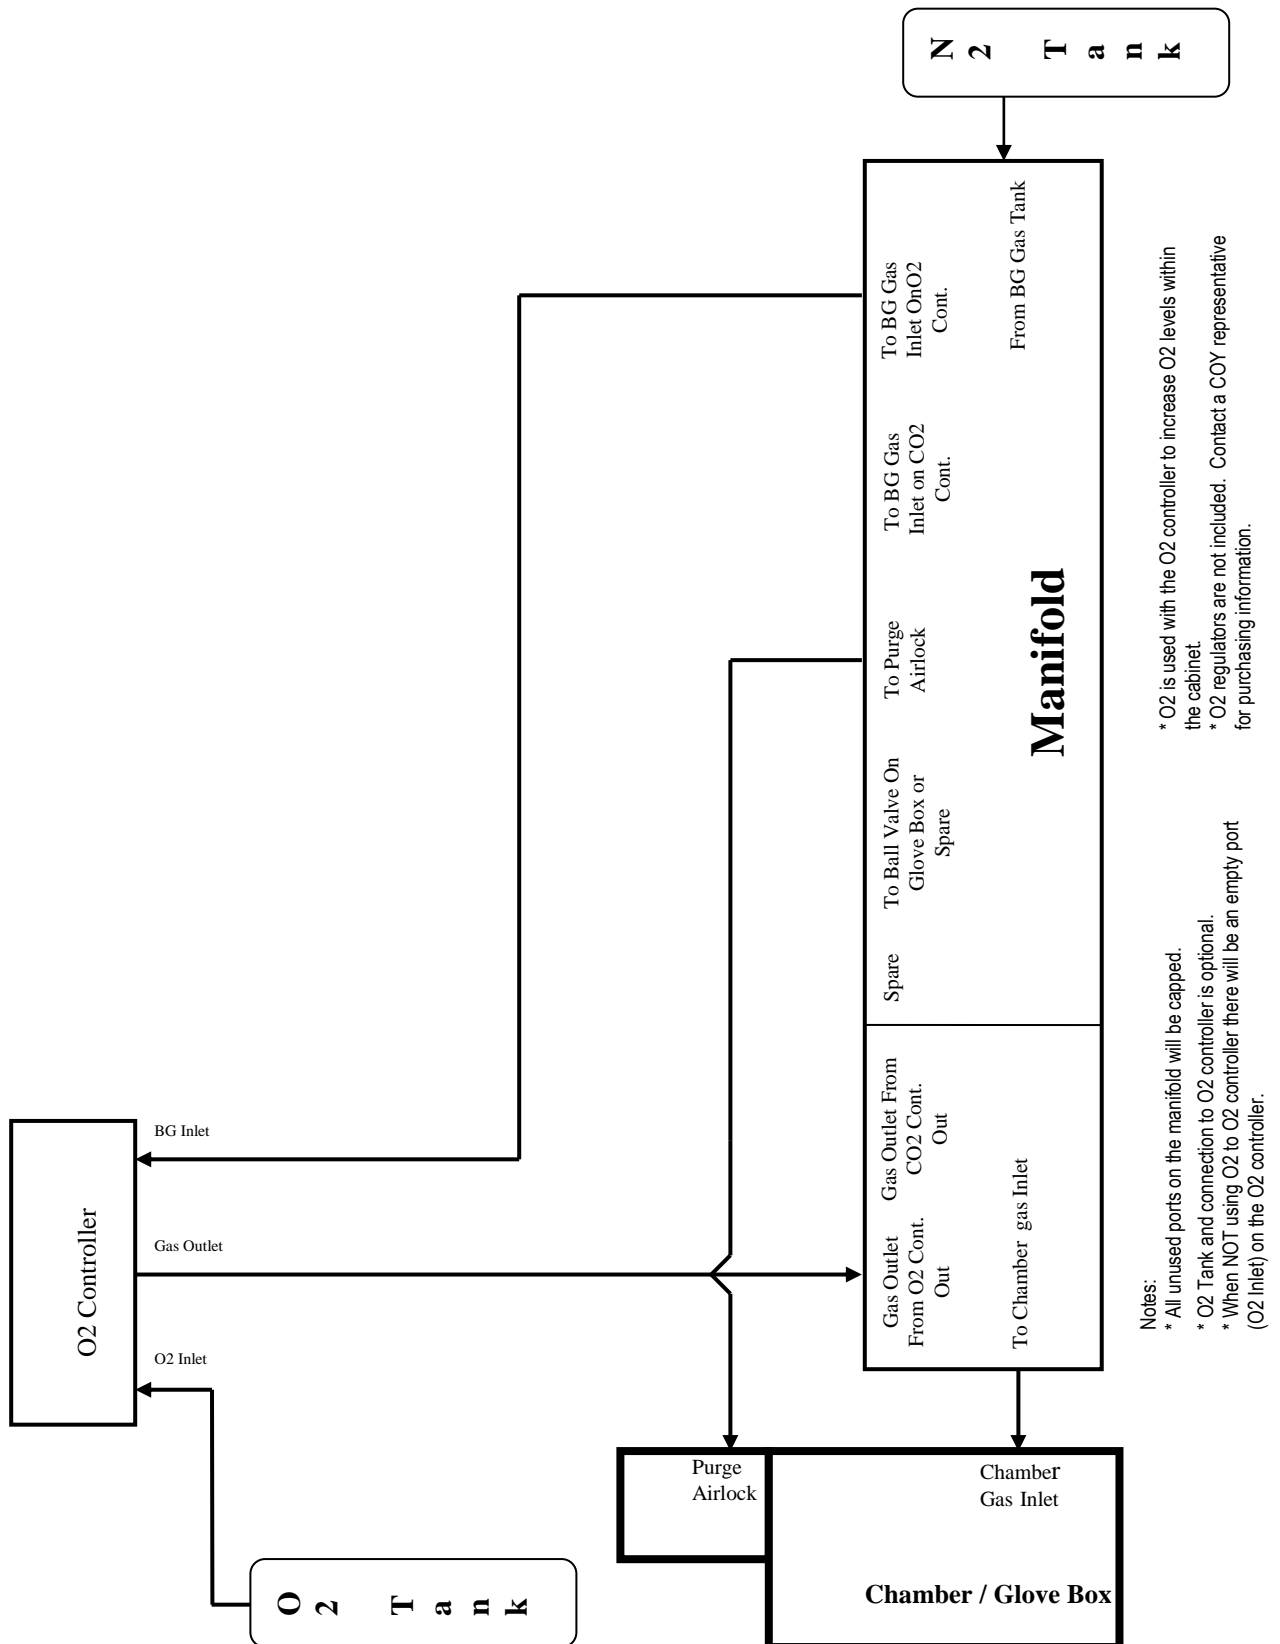 N2 Tank
To BG Gas
Inlet OnO2
Cont.
From BG Gas Tank
To BG Gas
Inlet on CO2
Cont.
To Purge
Airlock
Manifold
To Ball Valve On
Glove Box or
Spare
Spare
Gas Outlet From
CO2 Cont.
Out
Gas Outlet
From O2 Cont.
Out
To Chamber gas Inlet
O2 Controller
BG Inlet
Gas Outlet
O2 Inlet
O2 Tank
Purge
Airlock
Chamber
Gas Inlet
Chamber / Glove Box
Notes:
* All unused ports on the manifold will be capped.
* O2 Tank and connection to O2 controller is optional.
* When NOT using O2 to O2 controller there will be an empty port
(O2 Inlet) on the O2 controller.
* O2 is used with the O2 controller to increase O2 levels within
the cabinet.
* O2 regulators are not included. Contact a COY representative
for purchasing information.